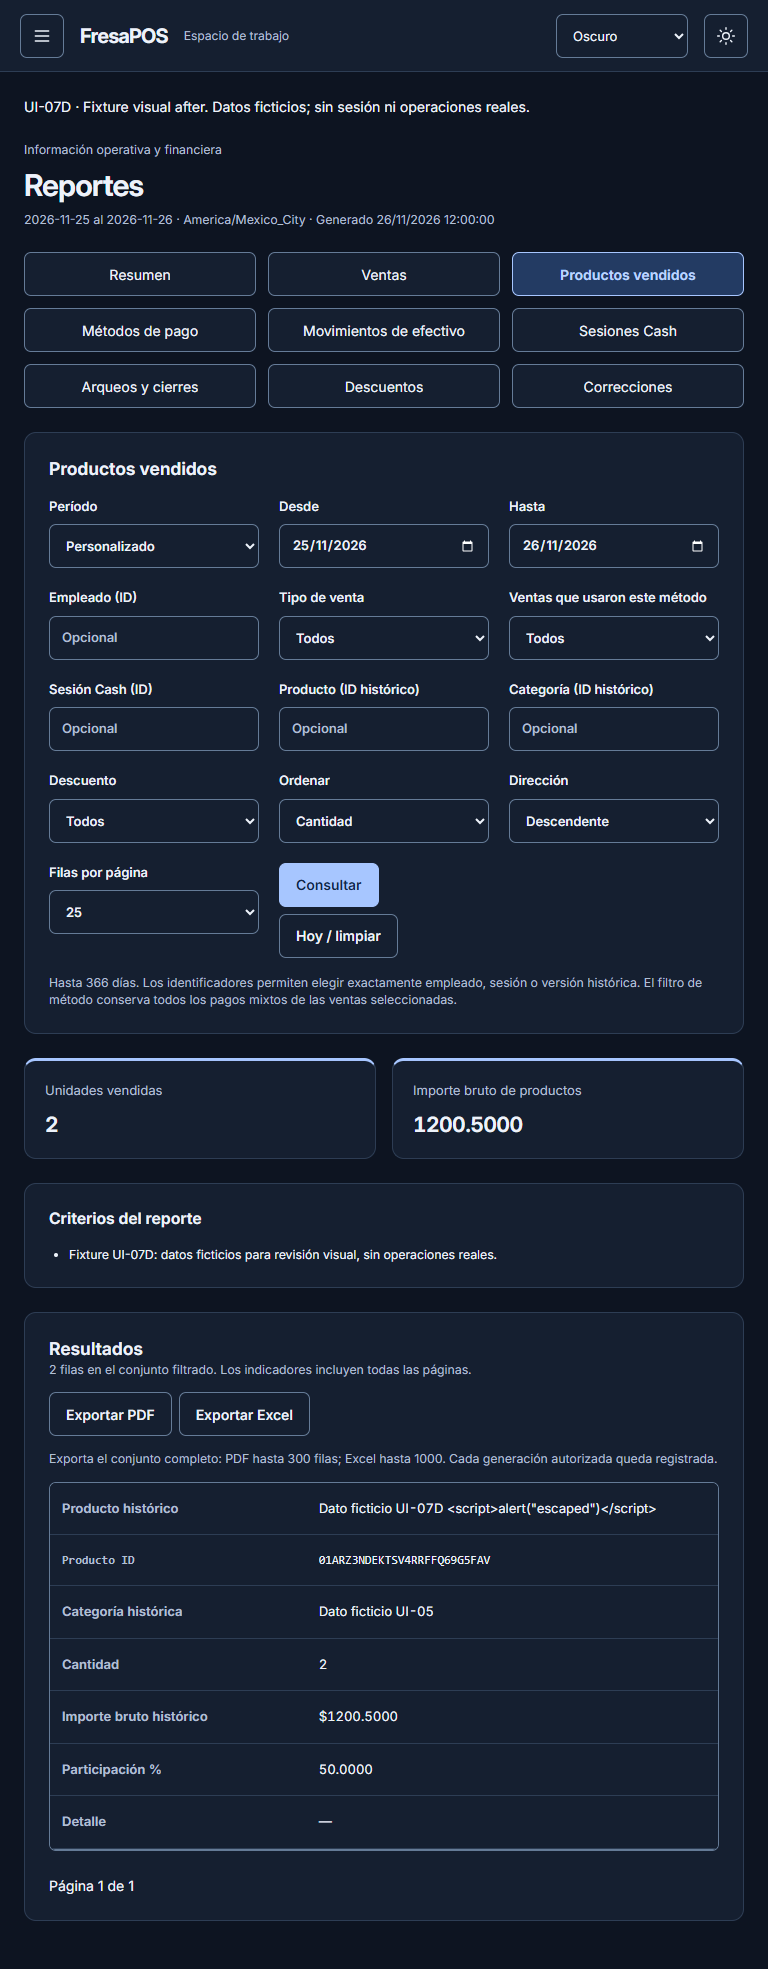 FresaPOS
Espacio de trabajo
Oscuro
UI-07D · Fixture visual after. Datos ficticios; sin sesión ni operaciones reales.
Información operativa y financiera
Reportes
2026-11-25 al 2026-11-26 · America/Mexico_City · Generado 26/11/2026 12:00:00
Resumen
Ventas
Productos vendidos
Métodos de pago
Movimientos de efectivo
Sesiones Cash
Arqueos y cierres
Descuentos
Correcciones
Productos vendidos
Período
Desde
Hasta
Personalizado
25/11/2026
26/11/2026
Empleado (ID)
Tipo de venta
Ventas que usaron este método
Opcional
Todos
Todos
Sesión Cash (ID)
Producto (ID histórico)
Categoría (ID histórico)
Opcional
Opcional
Opcional
Descuento
Ordenar
Dirección
Todos
Cantidad
Descendente
Filas por página
25
Consultar
Hoy / limpiar
Hasta 366 días. Los identificadores permiten elegir exactamente empleado, sesión o versión histórica. El filtro de
método conserva todos los pagos mixtos de las ventas seleccionadas.
Unidades vendidas
2
Importe bruto de productos
1200.5000
Criterios del reporte
• Fixture UI-07D: datos ficticios para revisión visual, sin operaciones reales.
Resultados
2 filas en el conjunto filtrado. Los indicadores incluyen todas las páginas.
Exportar PDF
Exportar Excel
Exporta el conjunto completo: PDF hasta 300 filas; Excel hasta 1000. Cada generación autorizada queda registrada.
Producto histórico
Dato ficticio UI-07D <script>alert("escaped")</script>
Producto ID
01ARZ3NDEKTSV4RRFFQ69G5FAV
Categoría histórica
Dato ficticio UI-05
Cantidad
2
Importe bruto histórico
$1200.5000
Participación %
50.0000
Detalle
—
Página 1 de 1